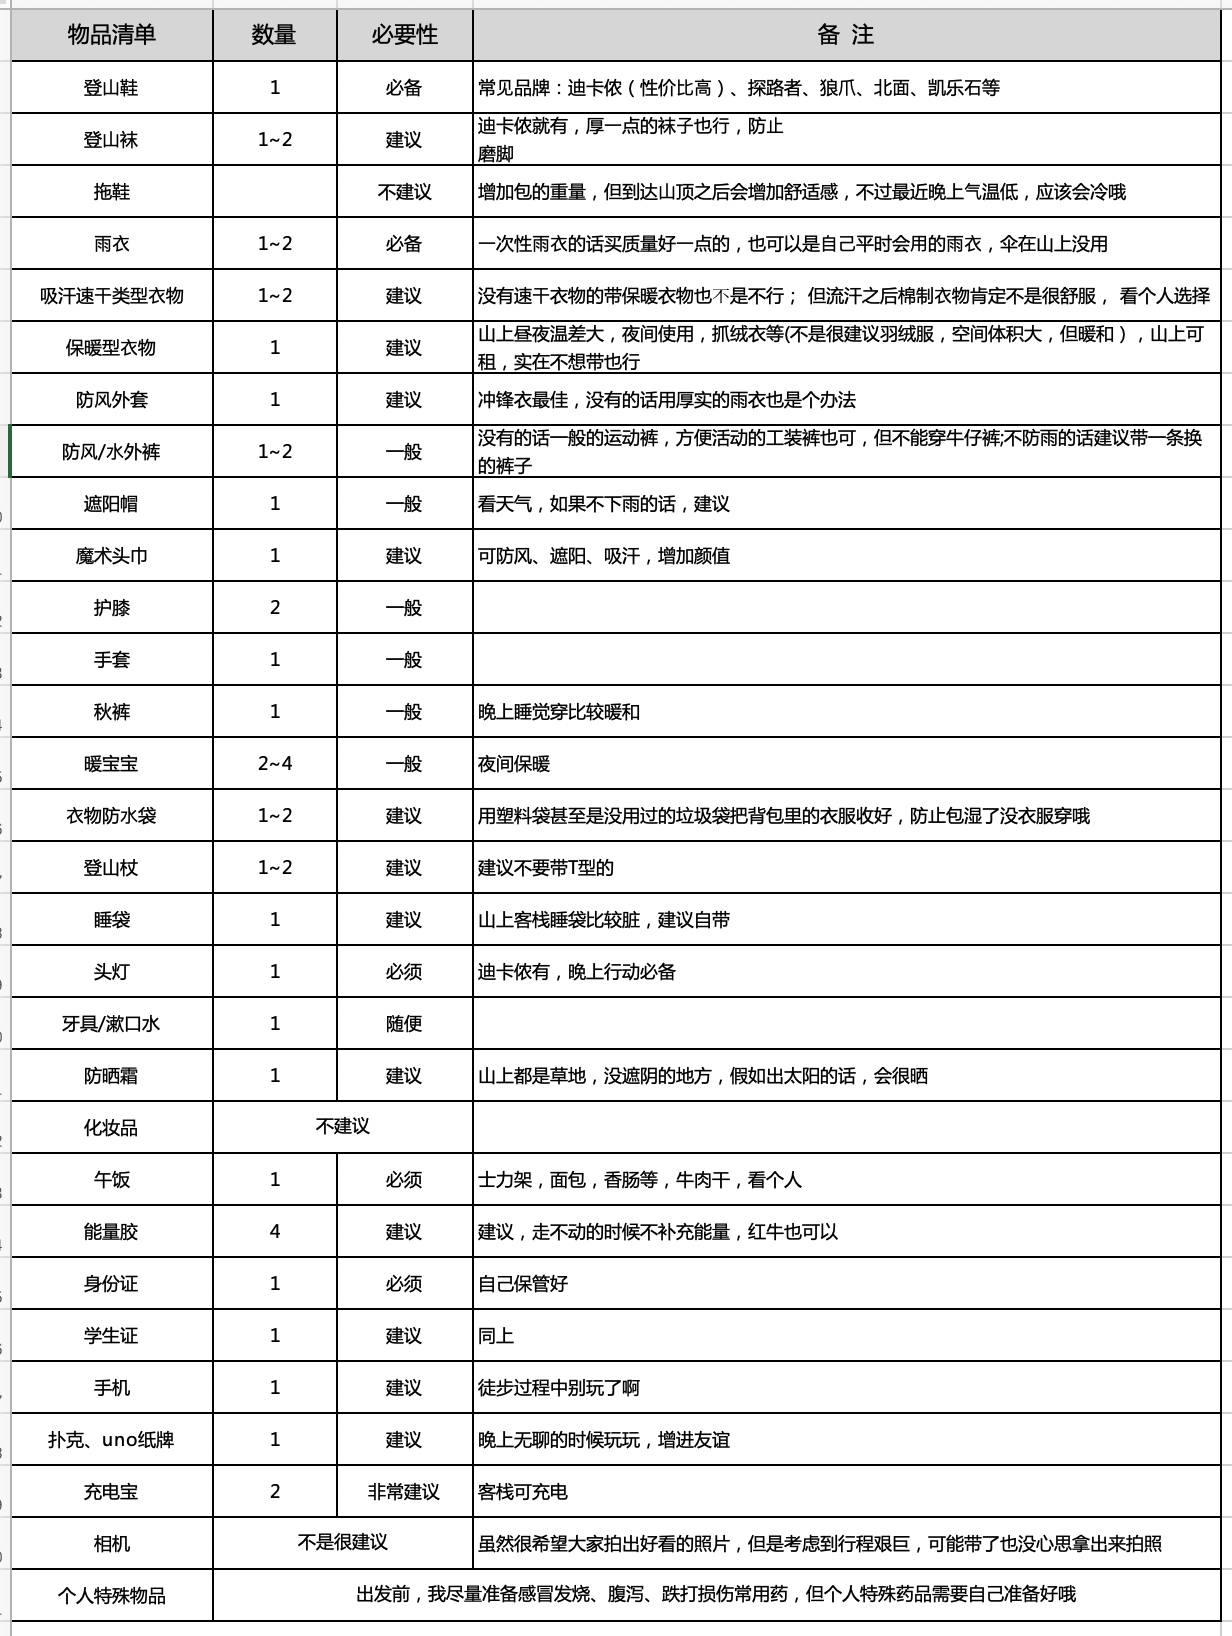 物品清单 数量 必要性 备 注
登山鞋 1 必备 常见品牌：迪卡侬（性价比高）、探路者、狼爪、北面、凯乐石等
登山袜 1~2 建议 迪卡侬就有，厚一点的袜子也行，防止
磨脚
拖鞋 不建议 增加包的重量，但到达山顶之后会增加舒适感，不过最近晚上气温低，应该会冷哦
雨衣 1~2 必备 一次性雨衣的话买质量好一点的，也可以是自己平时会用的雨衣，伞在山上没用
吸汗速干类型衣物 1~2 建议 没有速干衣物的带保暖衣物也不是不行； 但流汗之后棉制衣物肯定不是很舒服， 看个人选择
保暖型衣物 1 建议 山上昼夜温差大，夜间使用，抓绒衣等(不是很建议羽绒服，空间体积大，但暖和），山上可
租，实在不想带也行
防风外套 1 建议 冲锋衣最佳，没有的话用厚实的雨衣也是个办法
防风/水外裤 1~2 一般 没有的话一般的运动裤，方便活动的工装裤也可，但不能穿牛仔裤;不防雨的话建议带一条换
的裤子
遮阳帽 1 一般 看天气，如果不下雨的话，建议
魔术头巾 1 建议 可防风、遮阳、吸汗，增加颜值
护膝 2 一般
手套 1 一般
秋裤 1 一般 晚上睡觉穿比较暖和
暖宝宝 2~4 一般 夜间保暖
衣物防水袋 1~2 建议 用塑料袋甚至是没用过的垃圾袋把背包里的衣服收好，防止包湿了没衣服穿哦
登山杖 1~2 建议 建议不要带T型的
睡袋 1 建议 山上客栈睡袋比较脏，建议自带
头灯 1 必须 迪卡侬有，晚上行动必备
牙具/漱口水 1 随便
防晒霜 1 建议 山上都是草地，没遮阴的地方，假如出太阳的话，会很晒
化妆品 不建议
午饭 1 必须 士力架，面包，香肠等，牛肉干，看个人
能量胶 4 建议 建议，走不动的时候不补充能量，红牛也可以
身份证 1 必须 自己保管好
学生证 1 建议 同上
手机 1 建议 徒步过程中别玩了啊
扑克、uno纸牌 1 建议 晚上无聊的时候玩玩，增进友谊
充电宝 2 非常建议 客栈可充电
相机 不是很建议 虽然很希望大家拍出好看的照片，但是考虑到行程艰巨，可能带了也没心思拿出来拍照
个人特殊物品 出发前，我尽量准备感冒发烧、腹泻、跌打损伤常用药，但个人特殊药品需要自己准备好哦